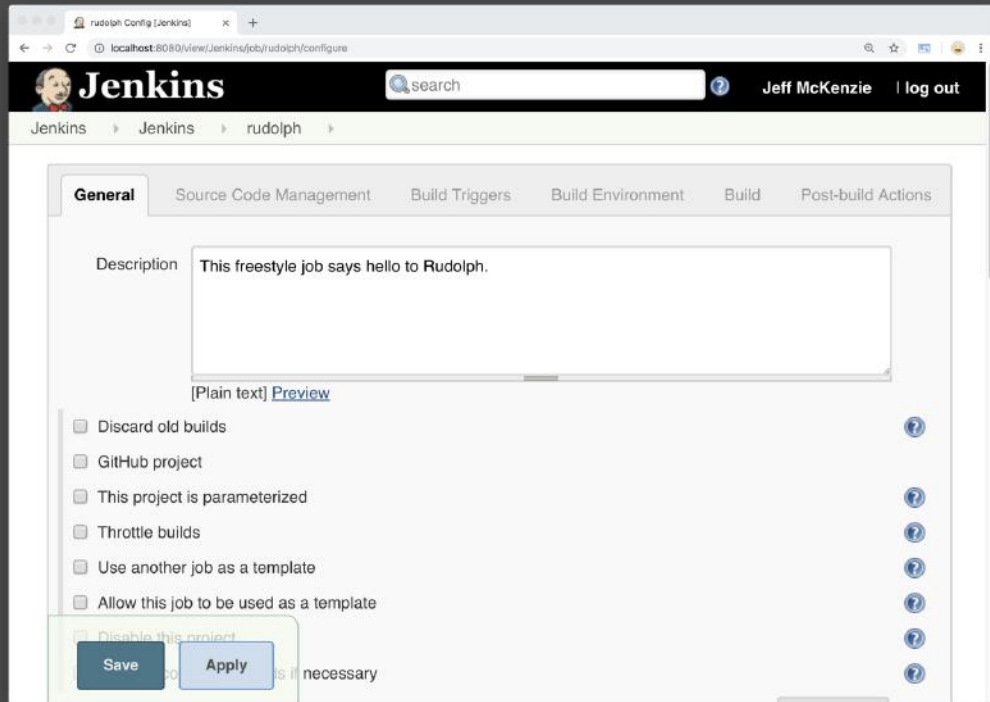 rudolph Config [Jenkins]
localhost:8080/view/Jenkins/job/rudolph/configure
Jenkins search Jeff McKenzie | log out
Jenkins Jenkins rudolph
General Source Code Management Build Triggers Build Environment Build Post-build Actions
Description This freestyle job says hello to Rudolph.
[Plain text] Preview
Discard old builds
GitHub project
This project is parameterized
Throttle builds
Use another job as a template
Allow this job to be used as a template
Disable this project
Save Apply
necessary